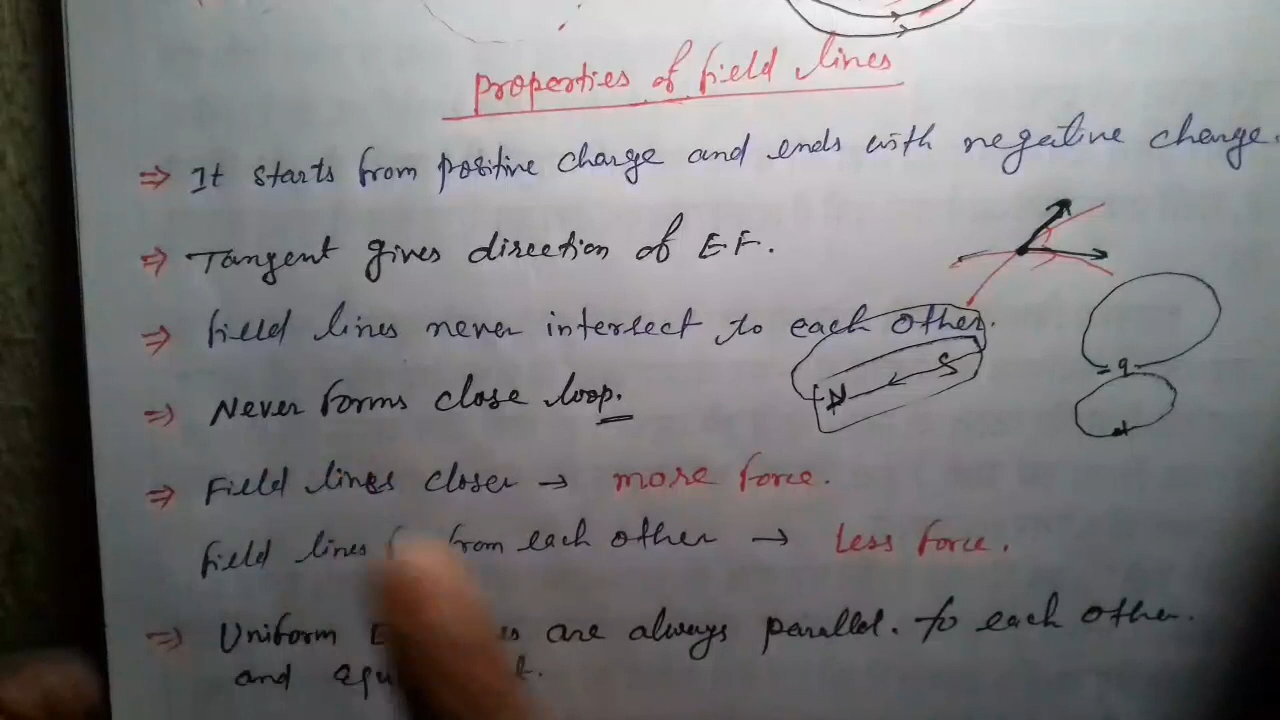 Properties of field lines
⇒ It starts from positive charge and ends with negative charge.
⇒ Tangent gives direction of E.F.
⇒ field lines never intersect to each other.
S
N
q
⇒ Never forms close loop.
⇒ Field lines closer → more force.
field lines from each other → Less force.
⇒ Uniform are always parallel. to each other.
and